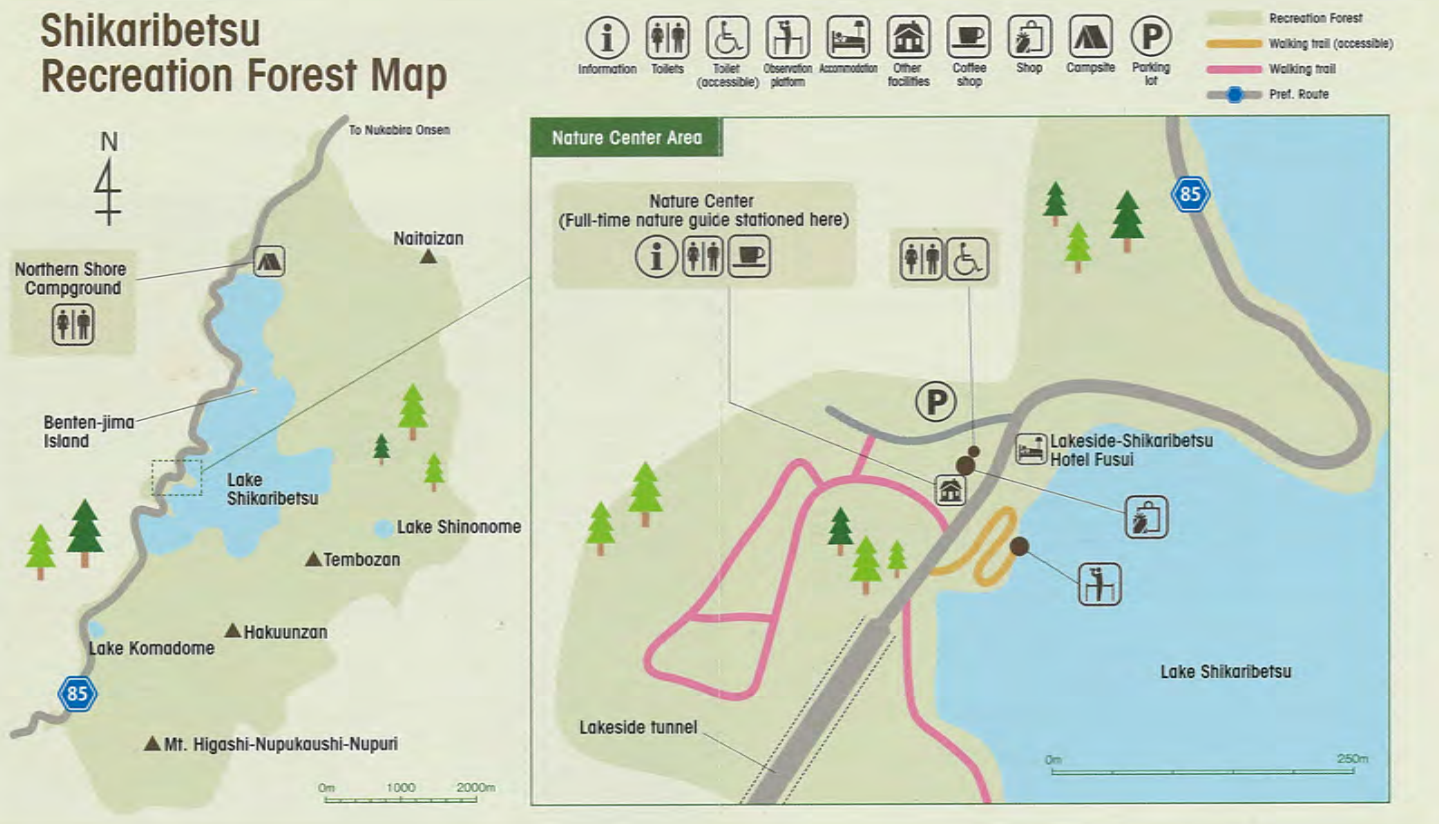 Shikaribetsu
Recreation Forest Map
Information
Toilets
Toilet
(accessible)
Observation
platform
Accommodation
Other
facilities
Coffee
shop
Shop
Campsite
P
Parking
lot
Recreation Forest
Walking trail (accessible)
Walking trail
Pref. Route
N
To Nukabira Onsen
Naitaizan
Northern Shore
Campground
Benten-jima
Island
Lake
Shikaribetsu
Lake Shinonome
Tembozan
Hakuunzan
Lake Komadome
85
Mt. Higashi-Nupukaushi-Nupuri
0m 1000 2000m
Nature Center Area
Nature Center
(Full-time nature guide stationed here)
85
P
Lakeside-Shikaribetsu
Hotel Fusui
Lake Shikaribetsu
Lakeside tunnel
0m 250m